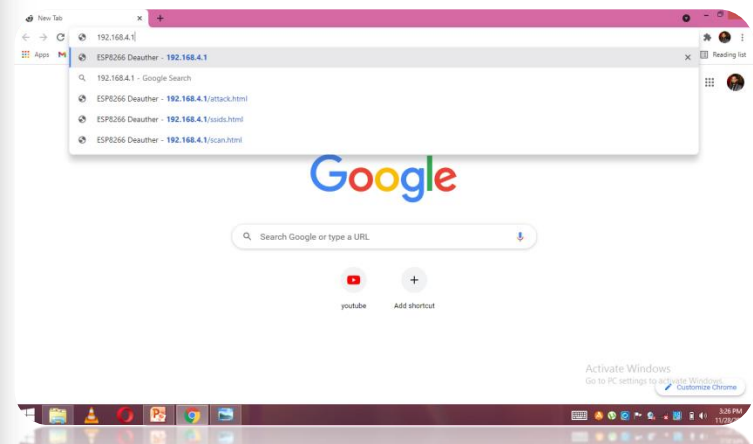 New Tab
192.168.4.1
Apps
Reading list
ESP8266 Deauther - 192.168.4.1
192.168.4.1 - Google Search
ESP8266 Deauther - 192.168.4.1/attack.html
ESP8266 Deauther - 192.168.4.1/ssids.html
ESP8266 Deauther - 192.168.4.1/scan.html
Google
Search Google or type a URL
youtube
Add shortcut
Activate Windows
Go to PC settings to activate Windows.
Customize Chrome
3:26 PM